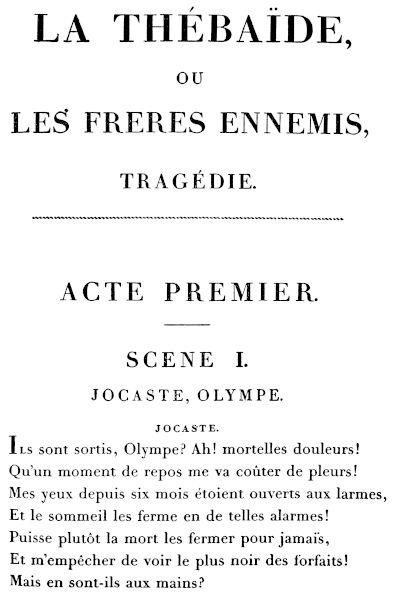 LA THÉBAÏDE,
OU
LES FRERES ENNEMIS,
TRAGÉDIE.
ACTE PREMIER.
SCENE I.
JOCASTE, OLYMPE.
JOCASTE.
ILS sont sortis, Olympe? Ah! mortelles douleurs!
Qu'un moment de repos me va coûter de pleurs!
Mes yeux depuis six mois étoient ouverts aux larmes,
Et le sommeil les ferme en de telles alarmes!
Puisse plutôt la mort les fermer pour jamais,
Et m'empêcher de voir le plus noir des forfaits!
Mais en sont-ils aux mains?